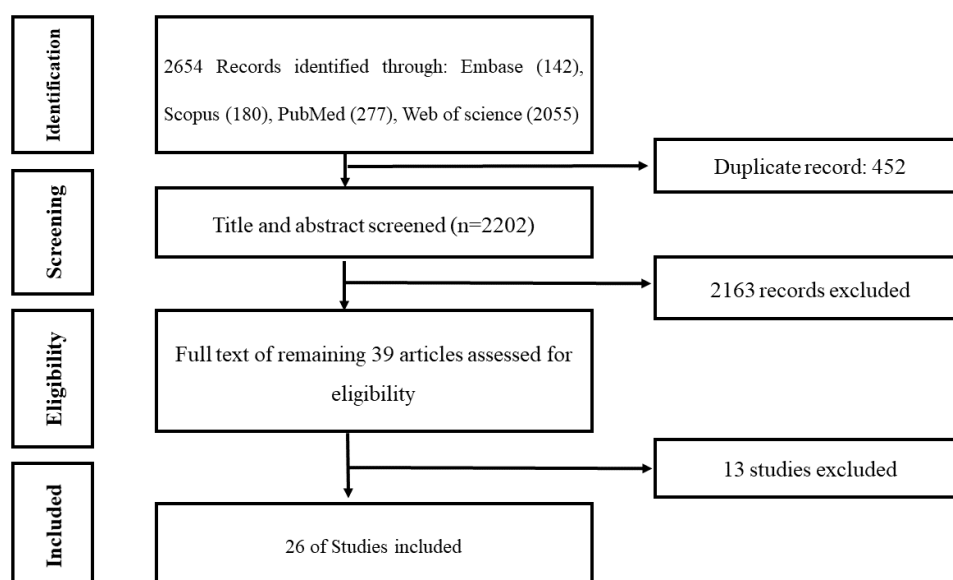 Identification
2654 Records identified through: Embase (142),
Scopus (180), PubMed (277), Web of science (2055)
Duplicate record: 452
Screening
Title and abstract screened (n=2202)
2163 records excluded
Eligibility
Full text of remaining 39 articles assessed for
eligibility
13 studies excluded
Included
26 of Studies included